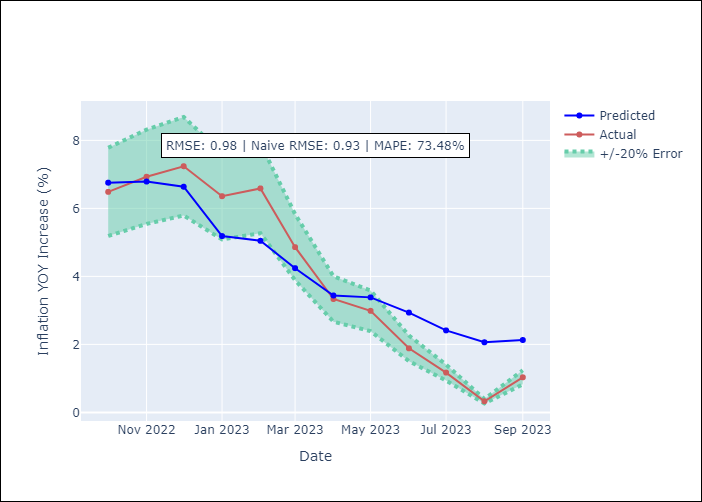 Predicted
Actual
+/-20% Error
RMSE: 0.98 | Naive RMSE: 0.93 | MAPE: 73.48%
8
6
4
2
0
Inflation YOY Increase (%)
Nov 2022 Jan 2023 Mar 2023 May 2023 Jul 2023 Sep 2023
Date